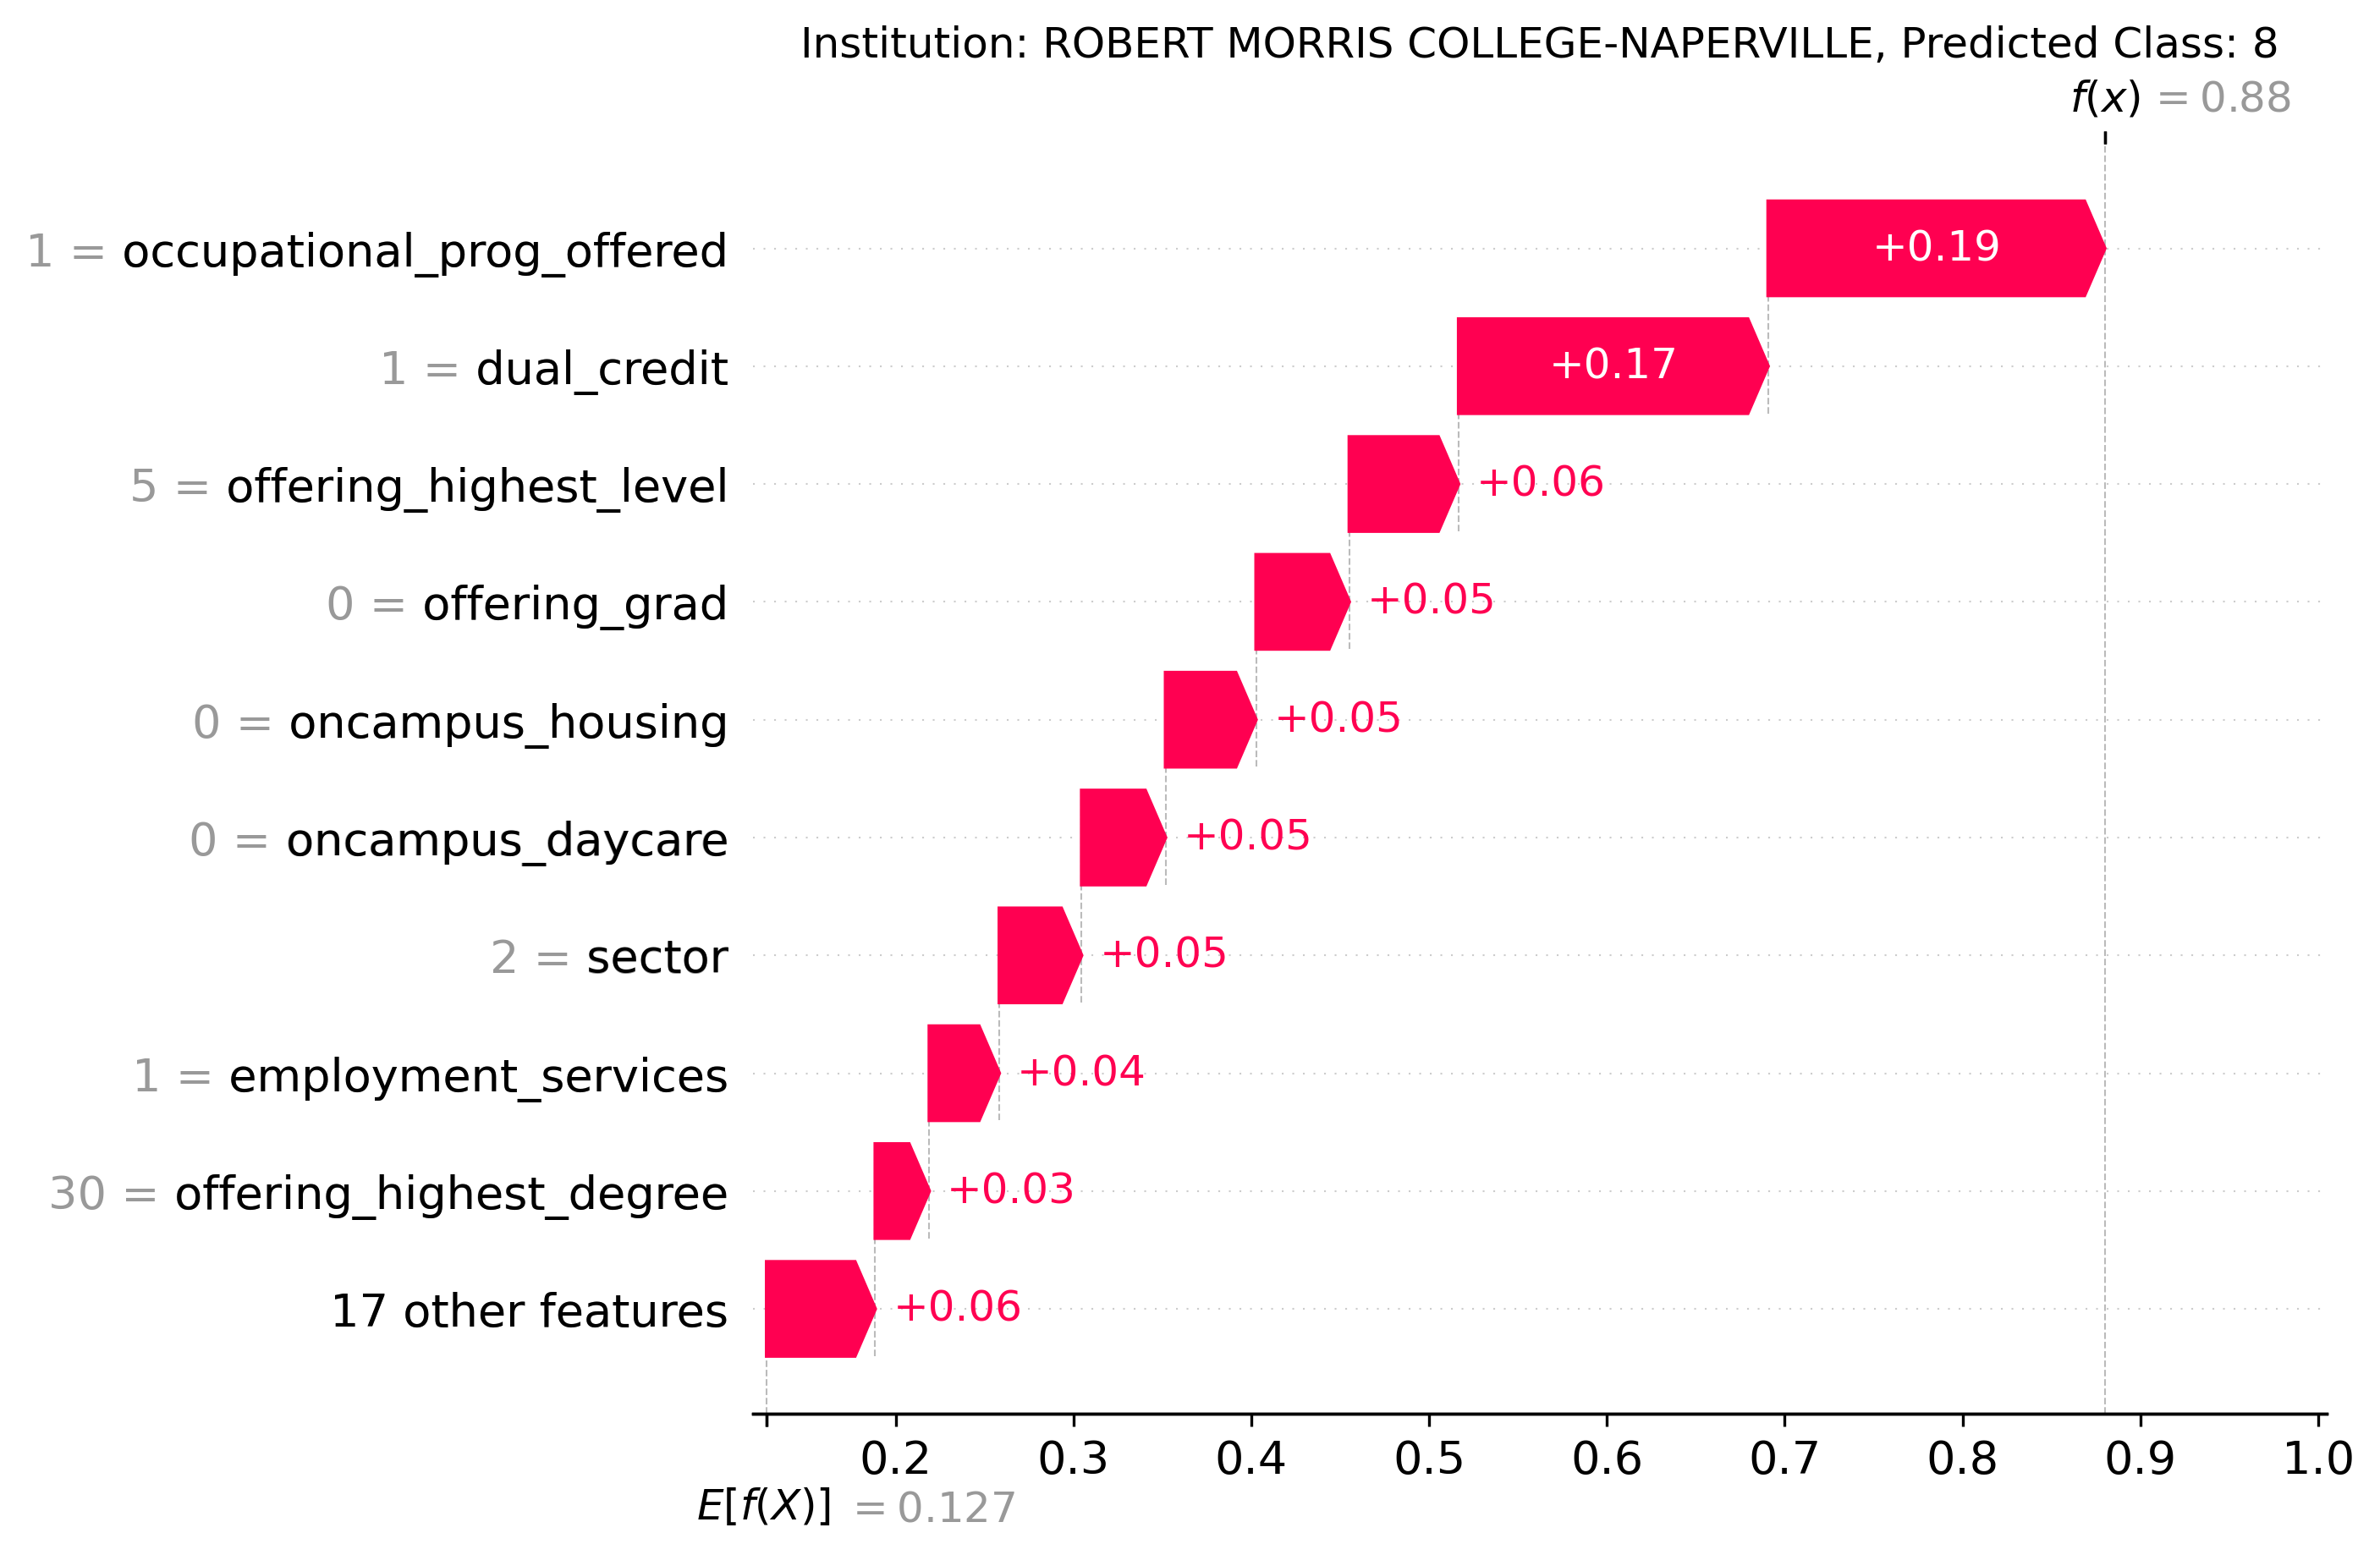 Institution: ROBERT MORRIS COLLEGE-NAPERVILLE, Predicted Class: 8
f(x) = 0.88
1 = occupational_prog_offered +0.19
1 = dual_credit +0.17
5 = offering_highest_level +0.06
0 = offering_grad +0.05
0 = oncampus_housing +0.05
0 = oncampus_daycare +0.05
2 = sector +0.05
1 = employment_services +0.04
30 = offering_highest_degree +0.03
17 other features +0.06
0.2 0.3 0.4 0.5 0.6 0.7 0.8 0.9 1.0
E[f(X)] = 0.127